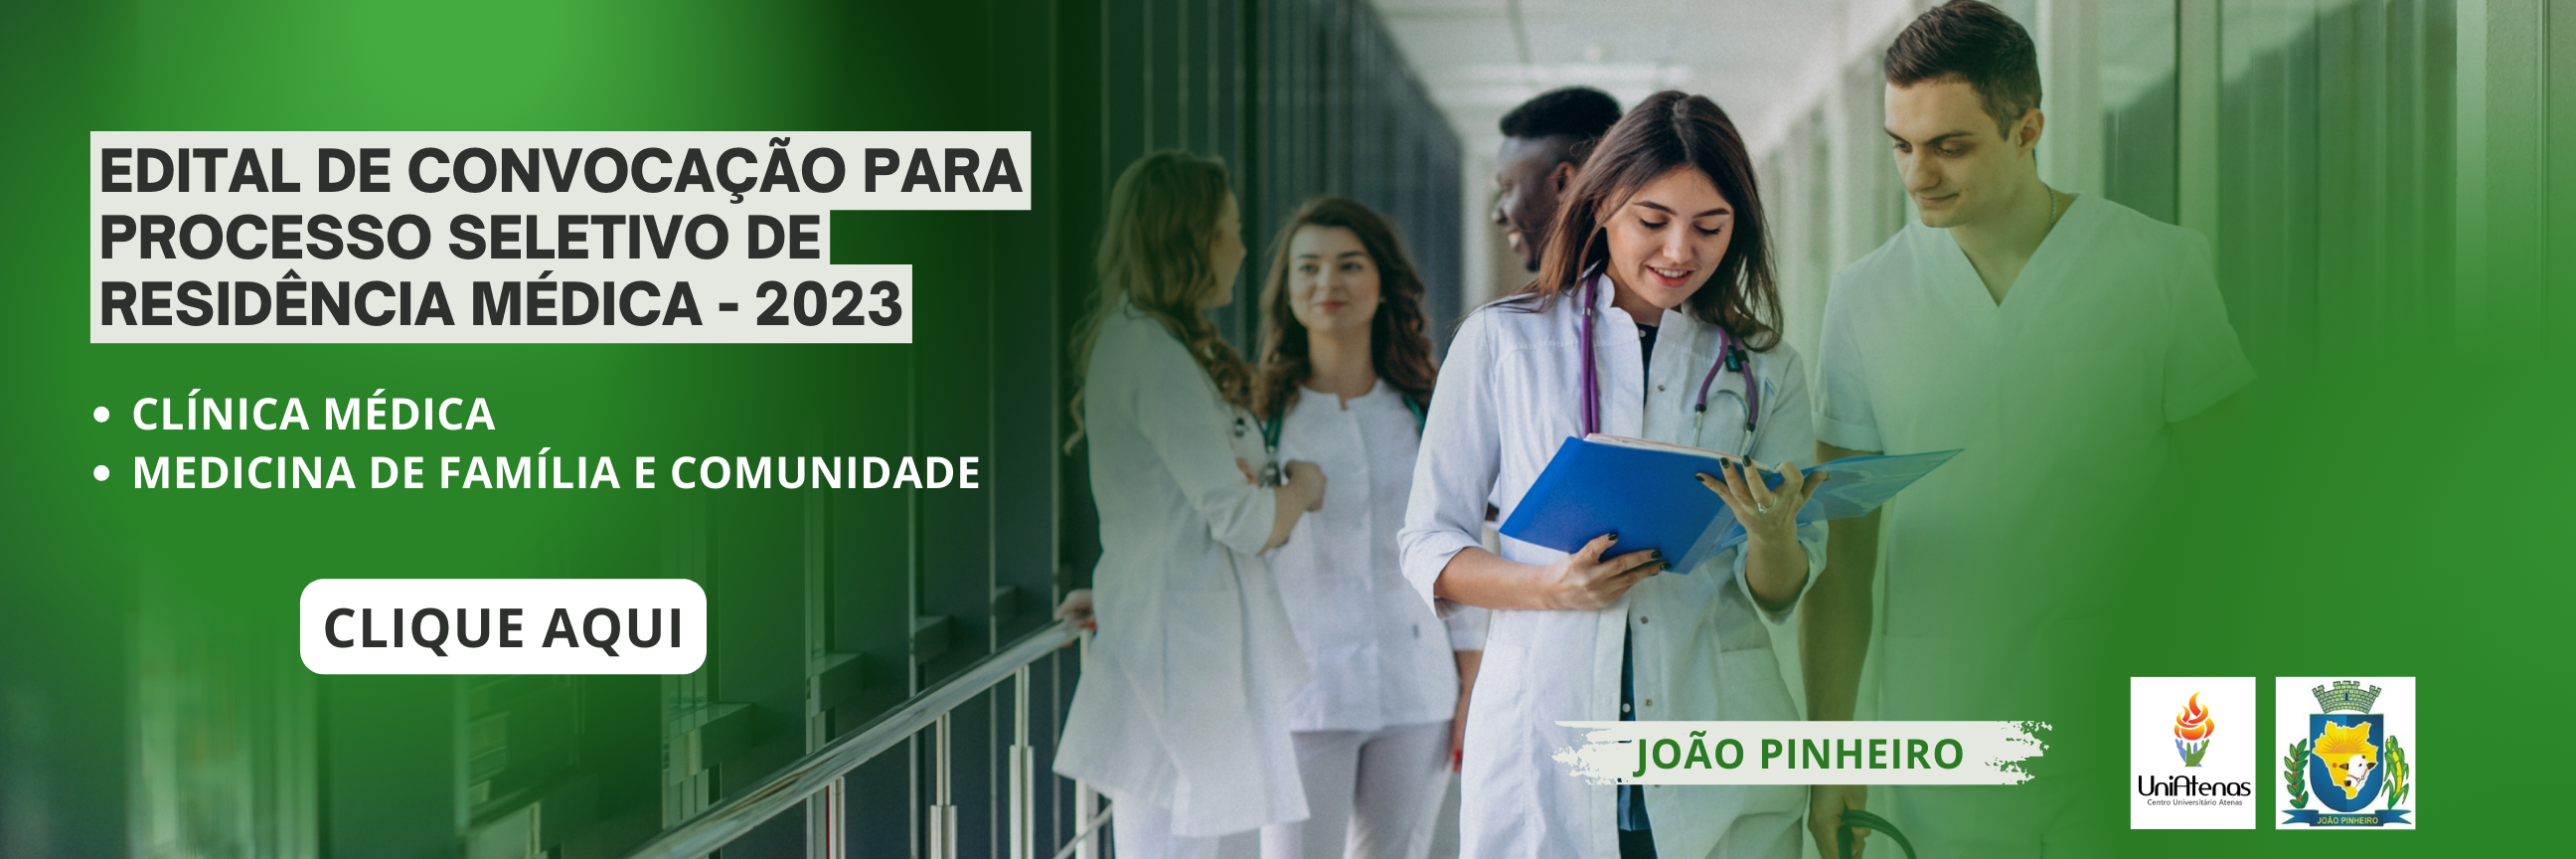 EDITAL DE CONVOCAÇÃO PARA
PROCESSO SELETIVO DE
RESIDÊNCIA MÉDICA - 2023
• CLÍNICA MÉDICA
• MEDICINA DE FAMÍLIA E COMUNIDADE
CLIQUE AQUI
JOÃO PINHEIRO
UniAtenas
Centro Universitário Atenas
JOÃO PINHEIRO